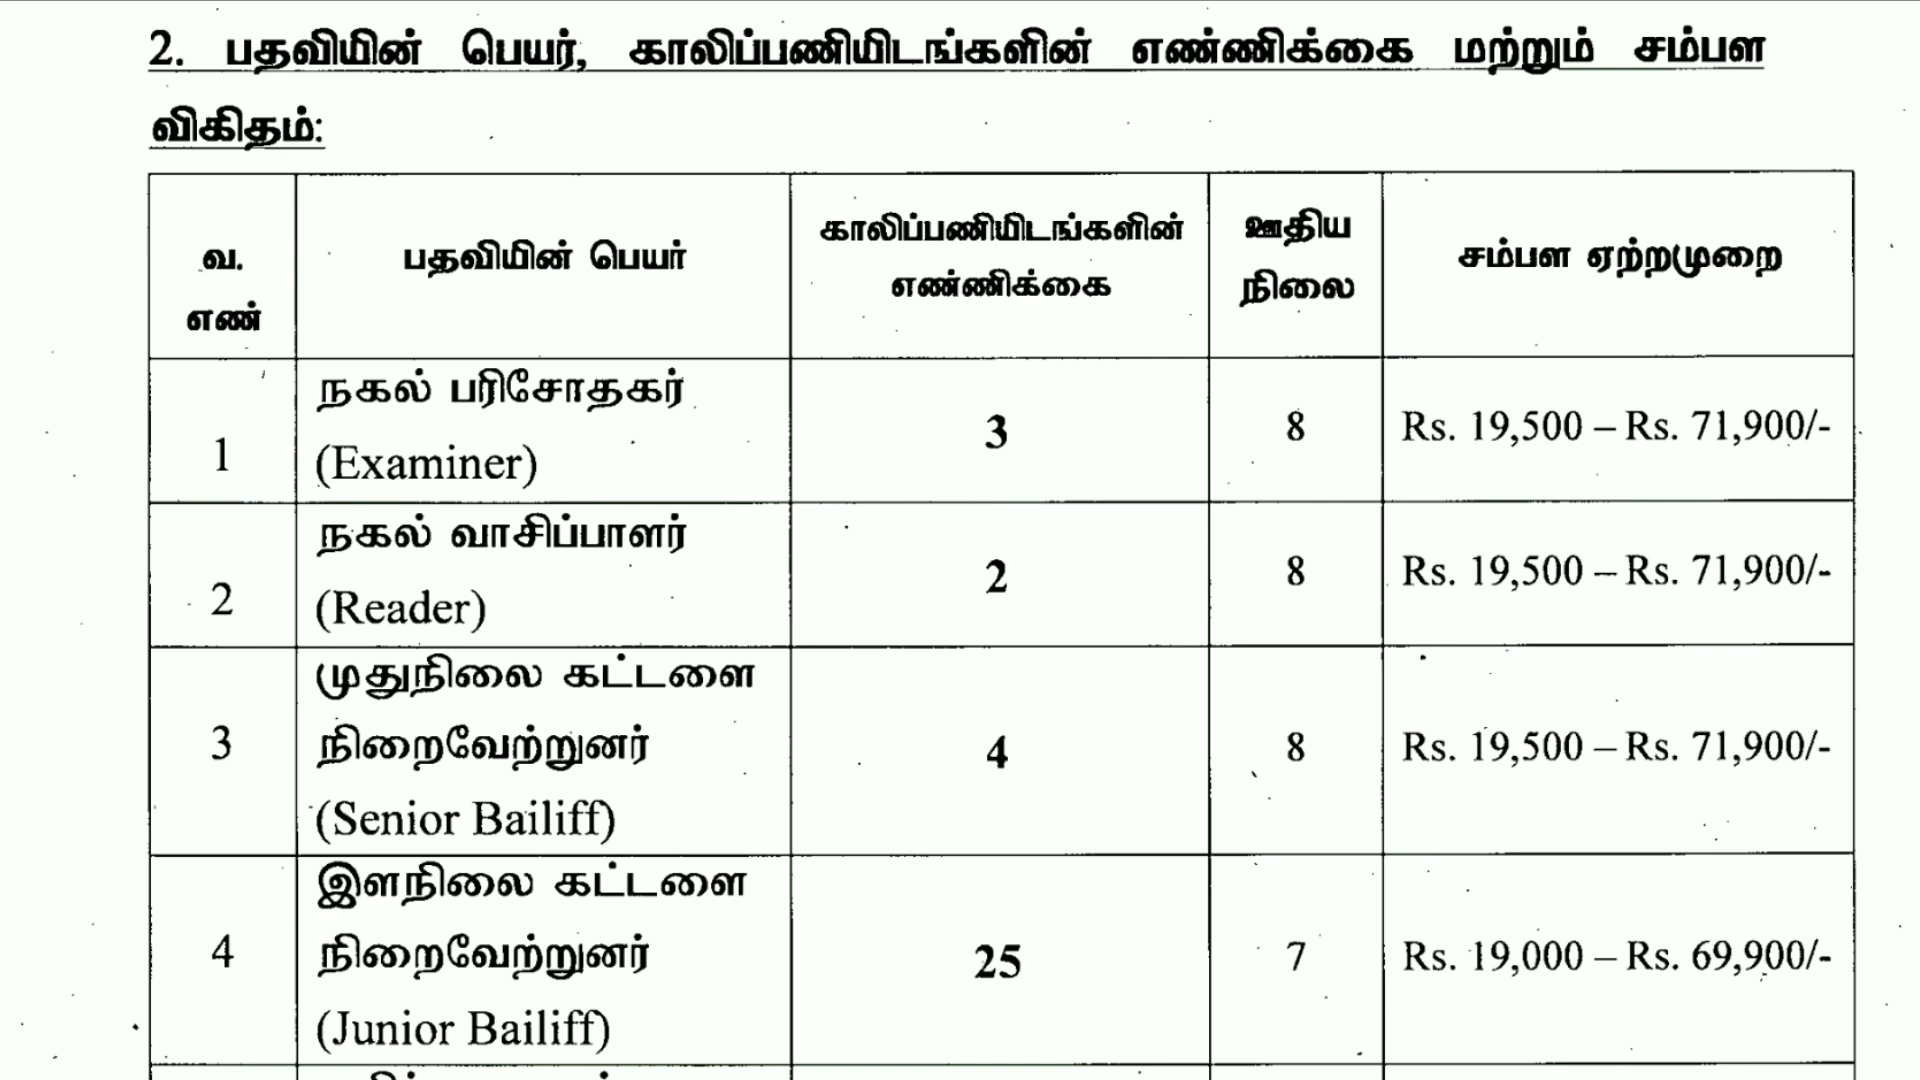 2. பதவியின் பெயர், காலிப்பணியிடங்களின் எண்ணிக்கை மற்றும் சம்பள
விகிதம்:
வ. எண்
பதவியின் பெயர்
காலிப்பணியிடங்களின் எண்ணிக்கை
ஊதிய நிலை
சம்பள ஏற்றமுறை
1
நகல் பரிசோதகர்
(Examiner)
3
8
Rs. 19,500 – Rs. 71,900/-
2
நகல் வாசிப்பாளர்
(Reader)
2
8
Rs. 19,500 – Rs. 71,900/-
3
முதுநிலை கட்டளை
நிறைவேற்றுனர்
(Senior Bailiff)
4
8
Rs. 19,500 – Rs. 71,900/-
4
இளநிலை கட்டளை
நிறைவேற்றுனர்
(Junior Bailiff)
25
7
Rs. 19,000 – Rs. 69,900/-